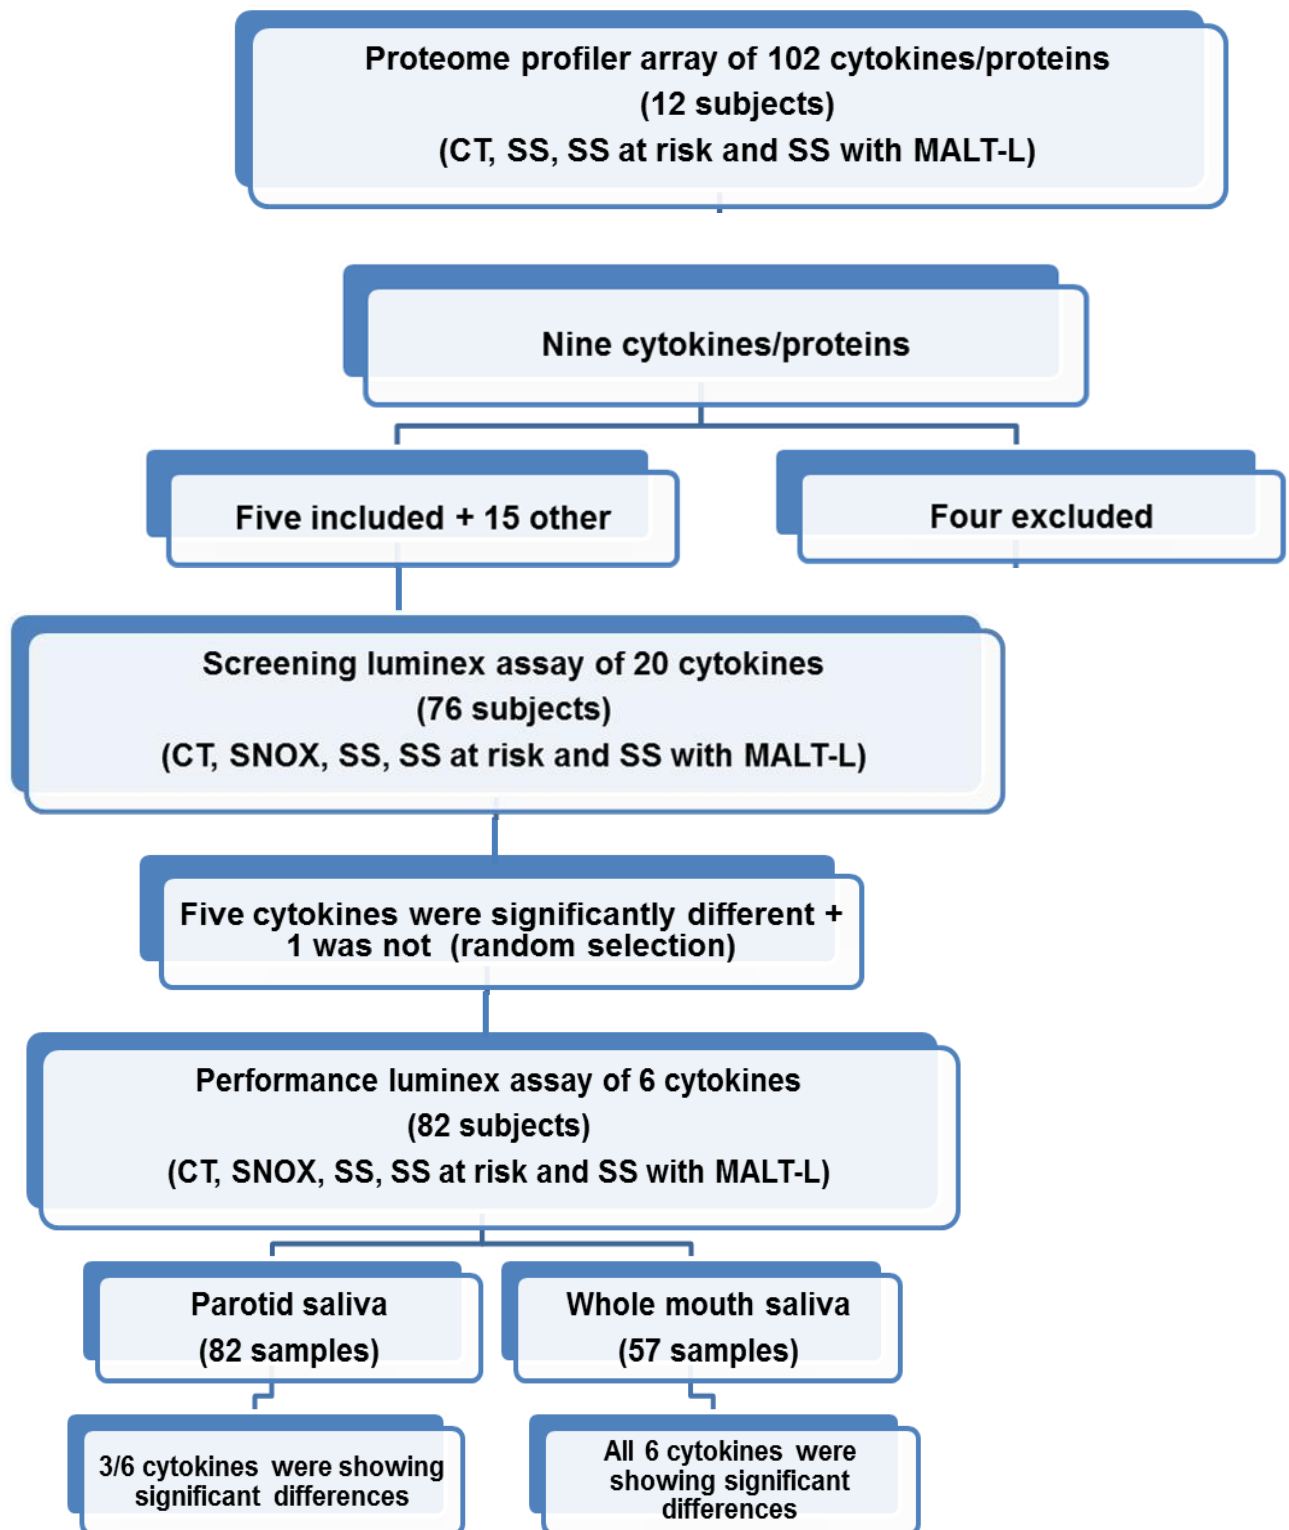 Proteome profiler array of 102 cytokines/proteins
(12 subjects)
(CT, SS, SS at risk and SS with MALT-L)
Nine cytokines/proteins
Five included + 15 other
Four excluded
Screening luminex assay of 20 cytokines
(76 subjects)
(CT, SNOX, SS, SS at risk and SS with MALT-L)
Five cytokines were significantly different +
1 was not (random selection)
Performance luminex assay of 6 cytokines
(82 subjects)
(CT, SNOX, SS, SS at risk and SS with MALT-L)
Parotid saliva
(82 samples)
Whole mouth saliva
(57 samples)
3/6 cytokines were showing
significant differences
All 6 cytokines were
showing significant
differences